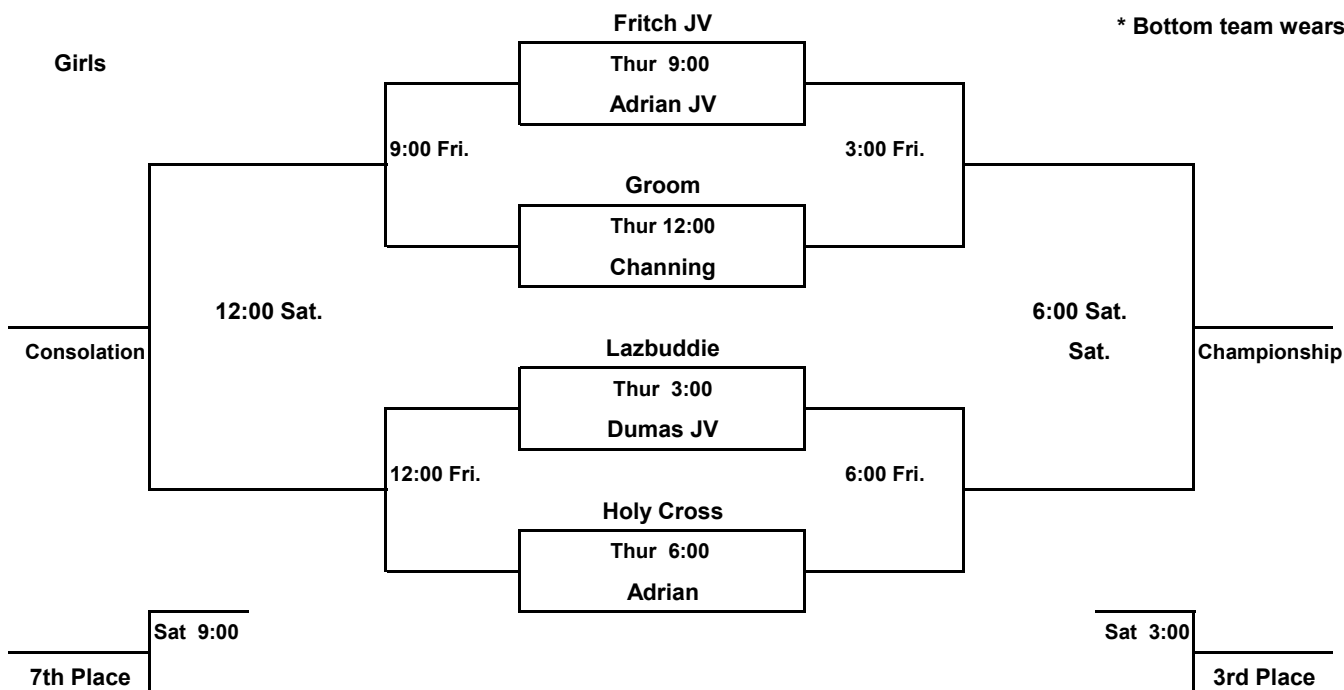 Fritch JV
* Bottom team wears
Girls
Thur 9:00
Adrian JV
9:00 Fri.
3:00 Fri.
Groom
Thur 12:00
Channing
12:00 Sat.
6:00 Sat.
Consolation
Lazbuddie
Sat.
Championship
Thur 3:00
Dumas JV
12:00 Fri.
6:00 Fri.
Holy Cross
Thur 6:00
Adrian
Sat 9:00
Sat 3:00
7th Place
3rd Place